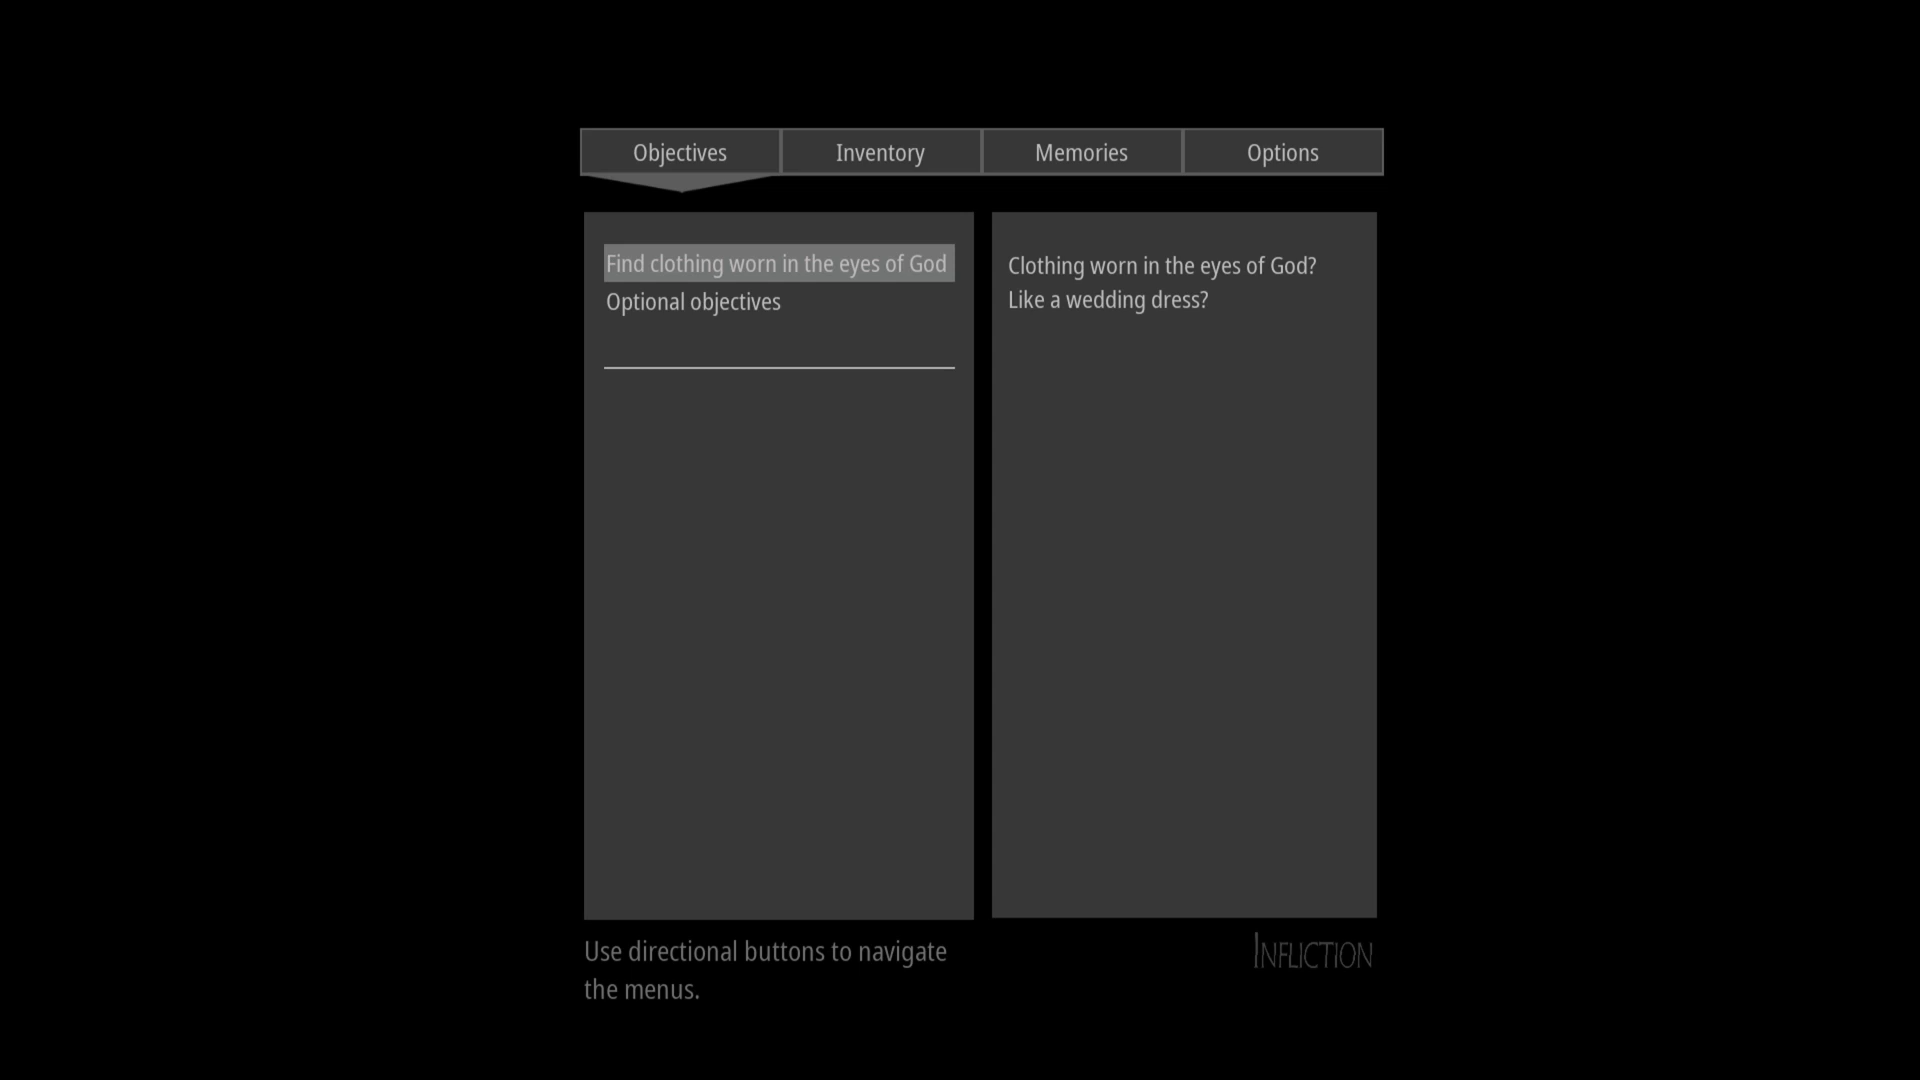 Objectives
Inventory
Memories
Options
Find clothing worn in the eyes of God
Optional objectives
Clothing worn in the eyes of God?
Like a wedding dress?
Use directional buttons to navigate
the menus.
INFLICTION